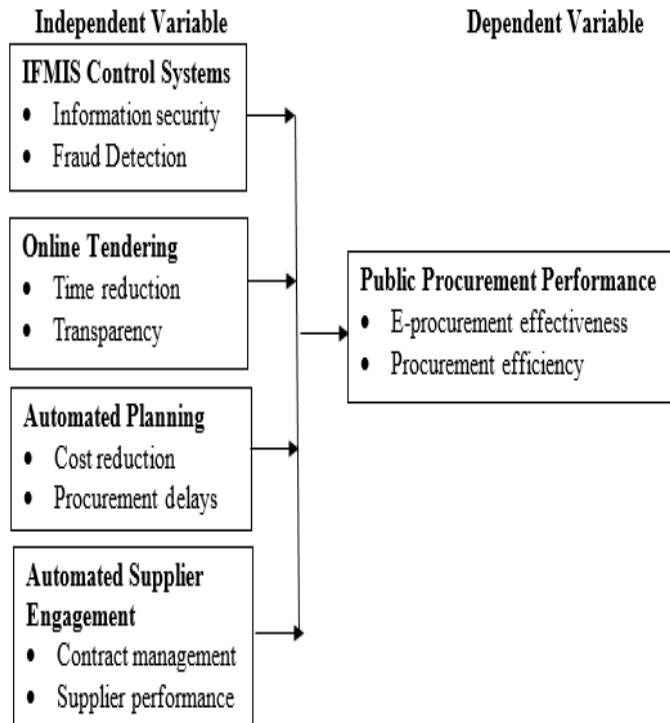 Independent Variable
Dependent Variable
IFMIS Control Systems
• Information security
• Fraud Detection
Online Tendering
• Time reduction
• Transparency
Automated Planning
• Cost reduction
• Procurement delays
Automated Supplier
Engagement
• Contract management
• Supplier performance
Public Procurement Performance
• E-procurement effectiveness
• Procurement efficiency